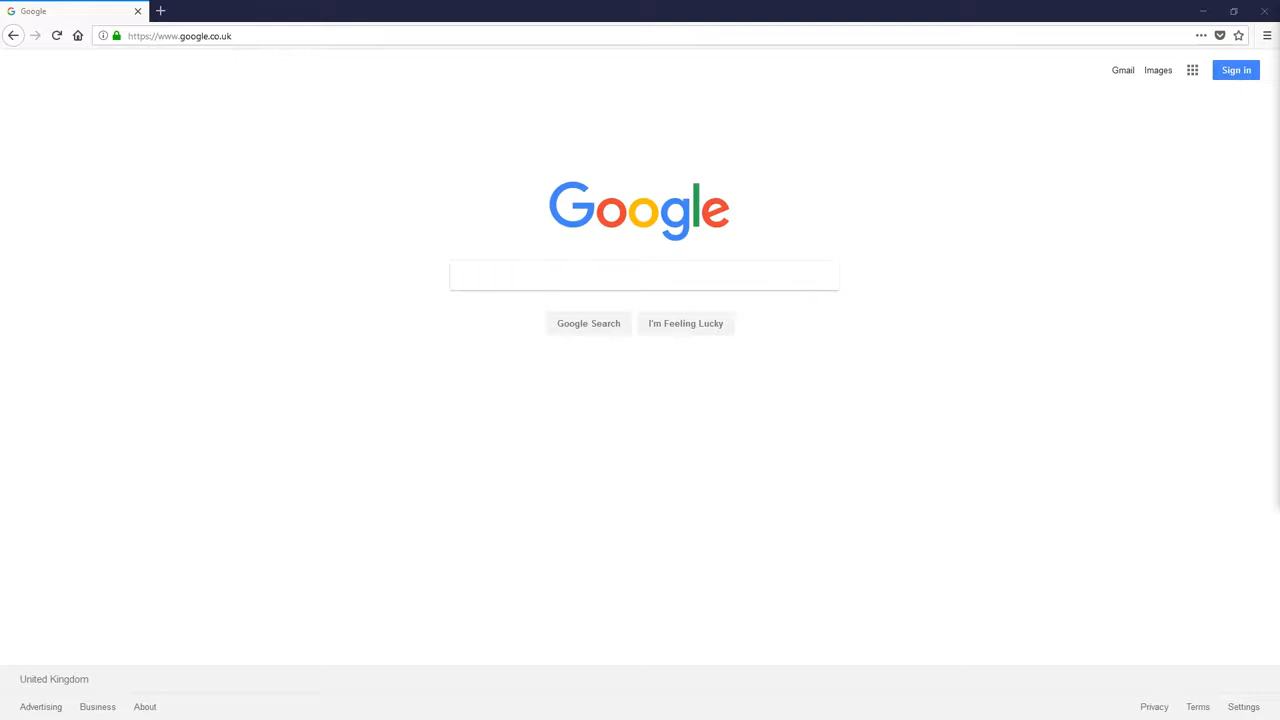 Google
https://www.google.co.uk
Gmail Images Sign in
Google
Google Search I'm Feeling Lucky
United Kingdom
Advertising Business About Privacy Terms Settings